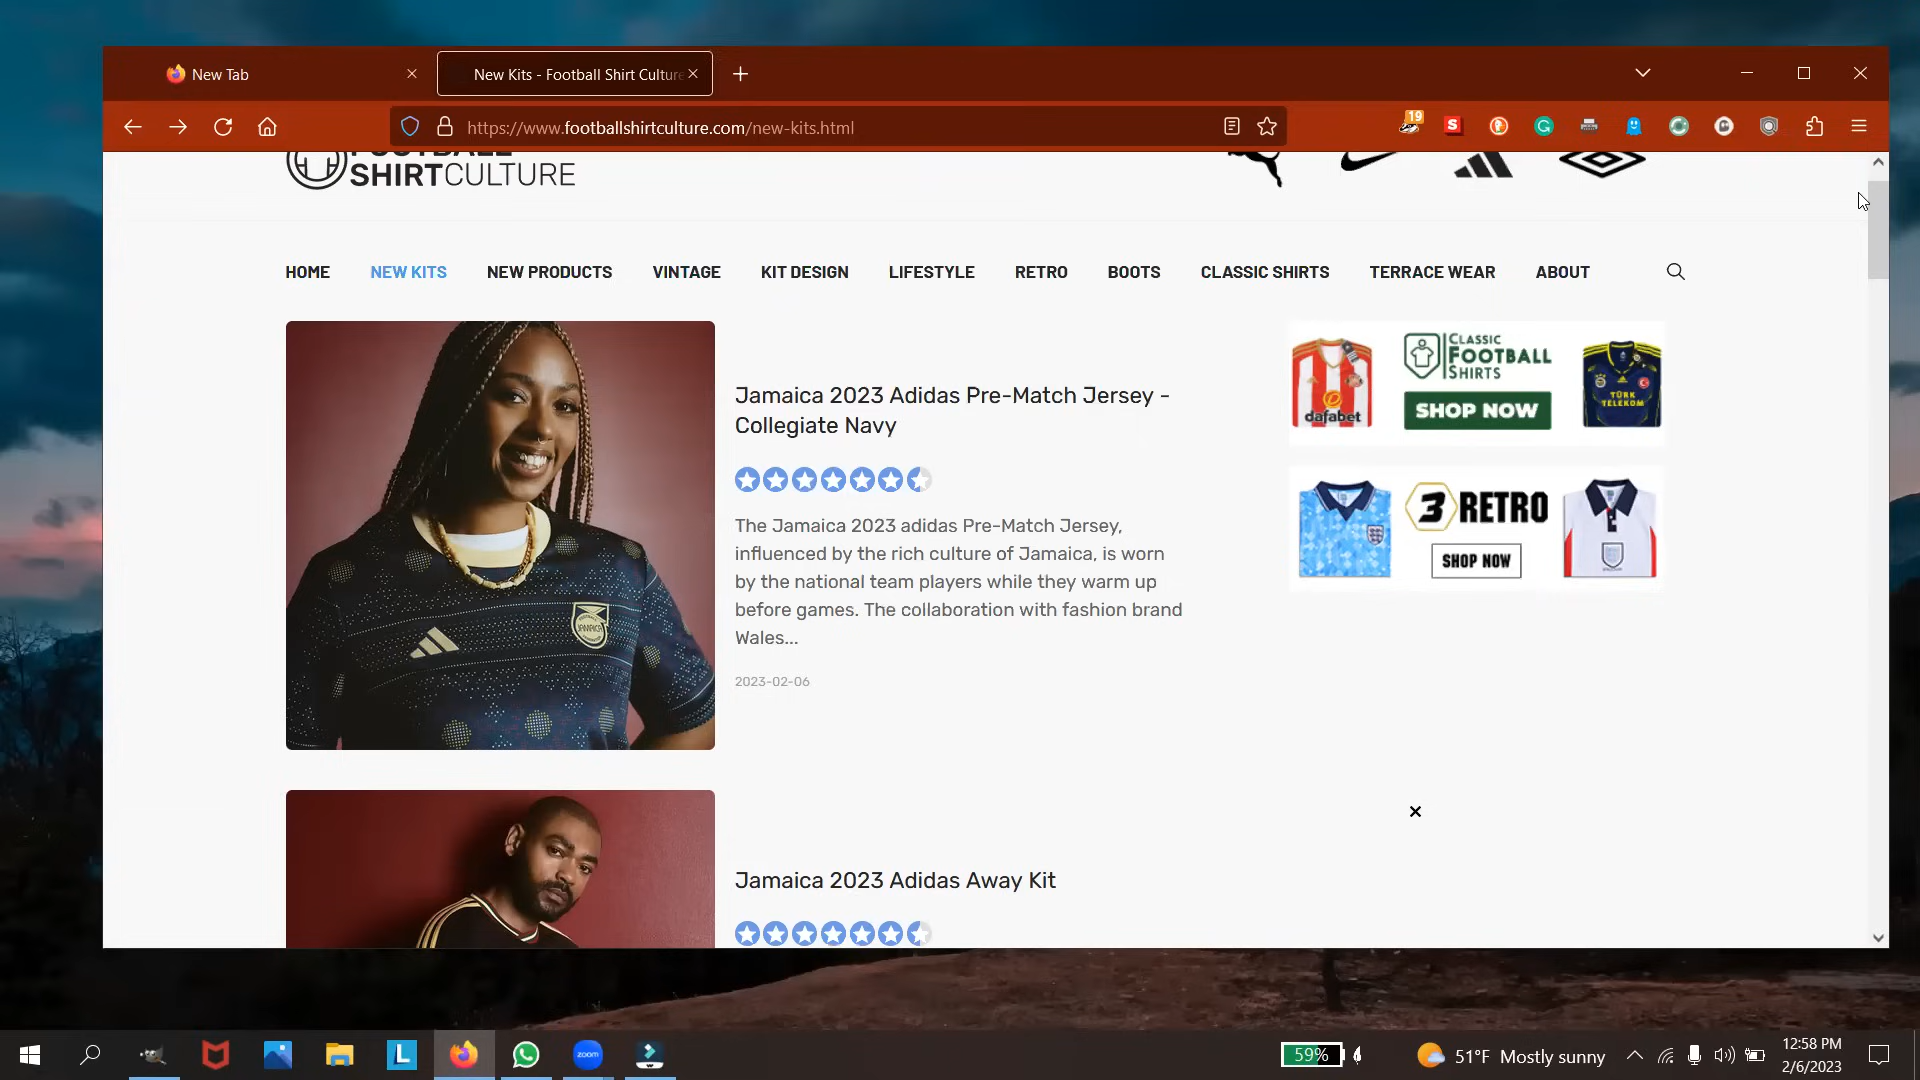 New Tab
New Kits - Football Shirt Culture
https://www.footballshirtculture.com/new-kits.html
19
FOOTBALL
SHIRTCULTURE
HOME NEW KITS NEW PRODUCTS VINTAGE KIT DESIGN LIFESTYLE RETRO BOOTS CLASSIC SHIRTS TERRACE WEAR ABOUT
Jamaica 2023 Adidas Pre-Match Jersey -
Collegiate Navy
The Jamaica 2023 adidas Pre-Match Jersey,
influenced by the rich culture of Jamaica, is worn
by the national team players while they warm up
before games. The collaboration with fashion brand
Wales...
2023-02-06
JAMAICA
CLASSIC
FOOTBALL
SHIRTS
SHOP NOW
dafabet
TÜRK
TELEKOM
3 RETRO
SHOP NOW
Jamaica 2023 Adidas Away Kit
zoom
59%
51°F Mostly sunny
12:58 PM
2/6/2023